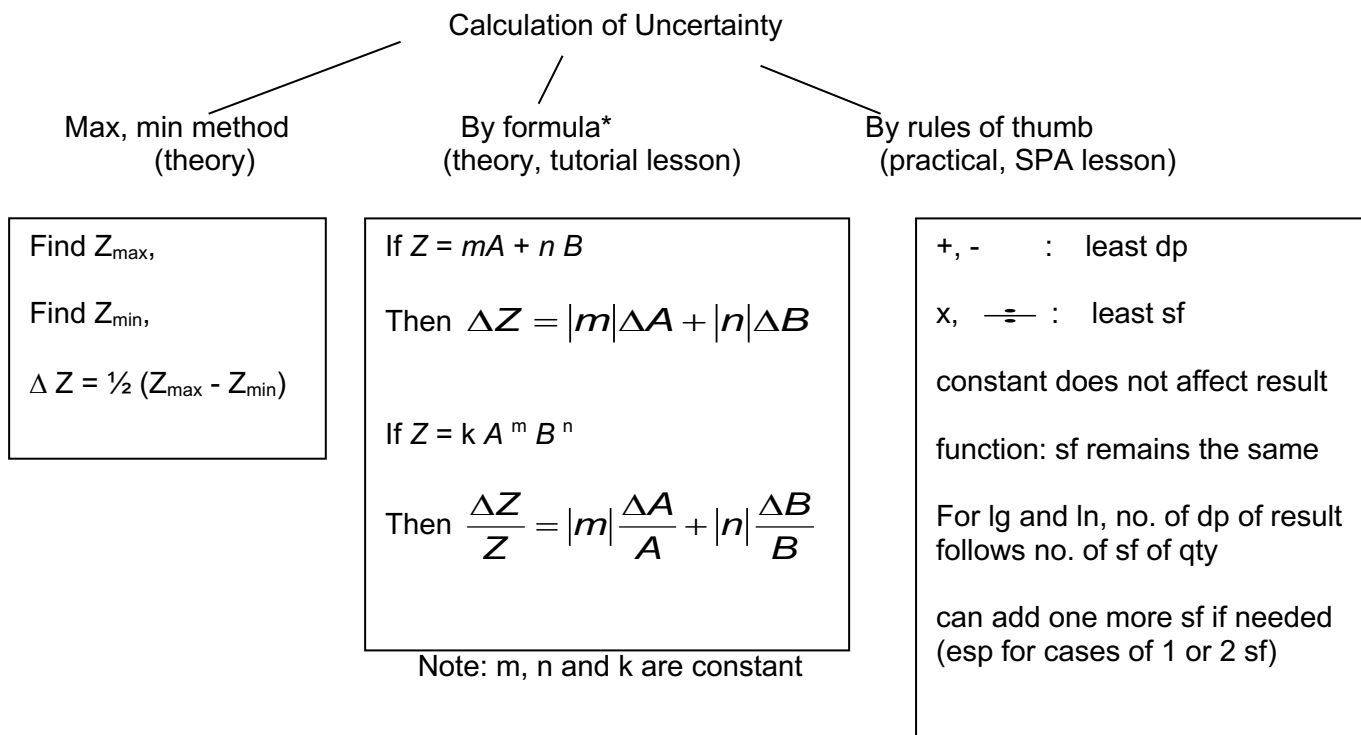 Calculation of Uncertainty
Max, min method
(theory)
By formula*
(theory, tutorial lesson)
By rules of thumb
(practical, SPA lesson)
Find Z_max,
Find Z_min,
Δ Z = ½ (Z_max - Z_min)
If Z = mA + n B
Then ΔZ = |m|ΔA + |n|ΔB
If Z = k A ^m B ^n
Then ΔZ/Z = |m| ΔA/A + |n| ΔB/B
Note: m, n and k are constant
+, - : least dp
x, ÷ : least sf
constant does not affect result
function: sf remains the same
For lg and ln, no. of dp of result
follows no. of sf of qty
can add one more sf if needed
(esp for cases of 1 or 2 sf)